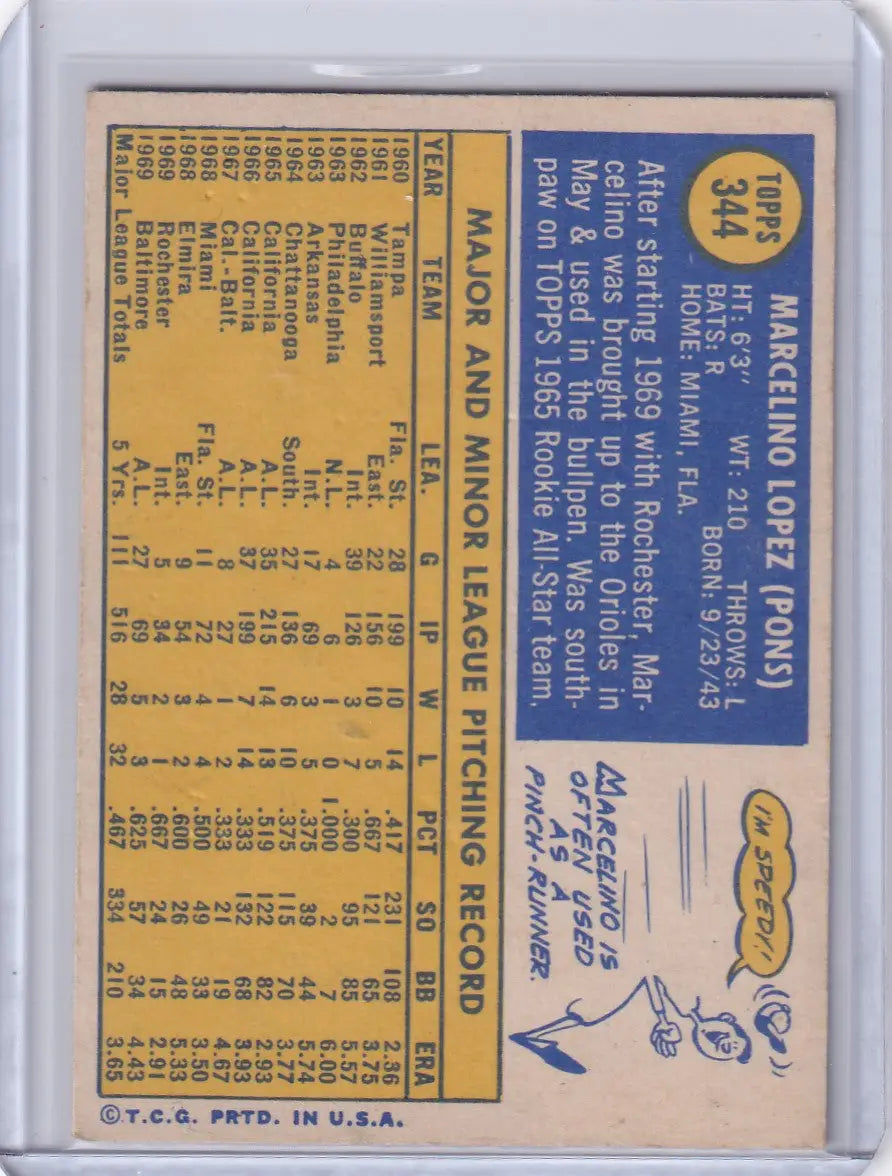 TOPPS
344
MARCELINO LOPEZ (PONS)
HT: 6'3" WT: 210 THROWS: L
BATS: R BORN: 9/23/43
HOME: MIAMI, FLA.
After starting 1969 with Rochester, Mar-
celino was brought up to the Orioles in
May & used in the bullpen. Was south-
paw on TOPPS 1965 Rookie All-Star team.
I'M SPEEDY!
MARCELINO IS
OFTEN USED
AS A
PINCH-RUNNER.
MAJOR AND MINOR LEAGUE PITCHING RECORD
YEAR TEAM LEA. G IP W L PCT SO BB ERA
1960 Tampa Fla. St. 28 199 10 14 .417 231 108 2.36
1961 Williamsport East. 22 156 10 5 .667 121 65 3.75
1962 Buffalo Int. 39 126 3 7 .300 95 85 5.57
1963 Philadelphia N.L. 4 6 1 0 1.000 2 7 6.00
1963 Arkansas Int. 17 69 3 5 .375 39 44 5.74
1964 Chattanooga South. 27 136 6 10 .375 115 70 3.77
1965 California A.L. 35 215 14 13 .519 122 82 2.93
1966 California A.L. 37 199 7 14 .333 132 68 3.93
1967 Cal.-Balt. A.L. 8 27 1 2 .333 21 19 4.67
1968 Miami Fla. St. 11 72 4 4 .500 49 33 3.50
1968 Elmira East. 9 54 3 2 .600 26 48 5.33
1969 Rochester Int. 5 34 2 1 .667 24 15 2.91
1969 Baltimore A.L. 27 69 5 3 .625 57 34 4.43
Major League Totals 5 Yrs. 111 516 28 32 .467 334 210 3.65
© T.C.G. PRTD. IN U.S.A.